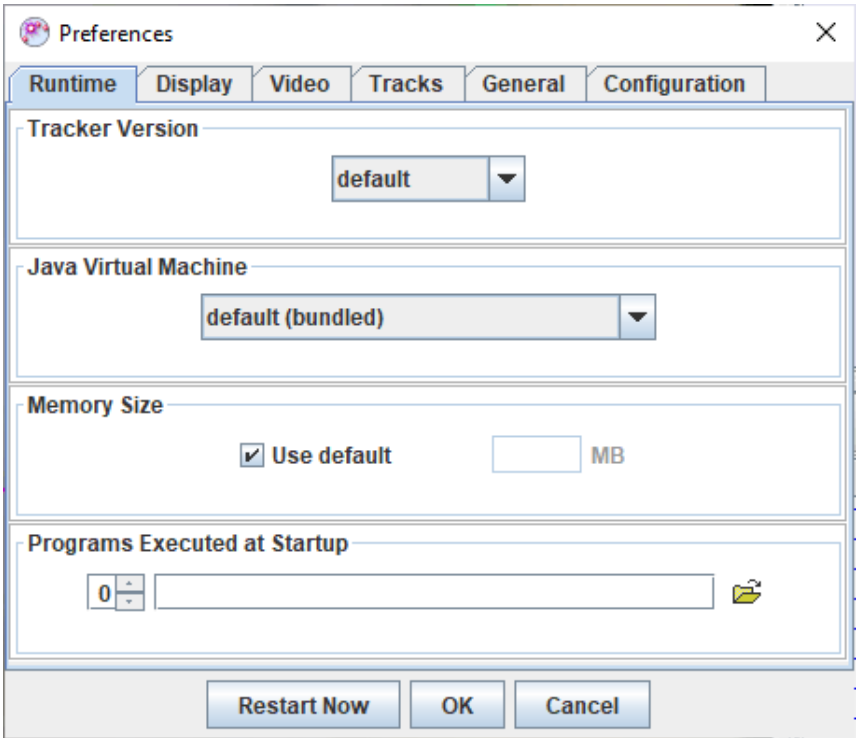 Preferences
Runtime Display Video Tracks General Configuration
Tracker Version
default
Java Virtual Machine
default (bundled)
Memory Size
Use default MB
Programs Executed at Startup
0
Restart Now OK Cancel